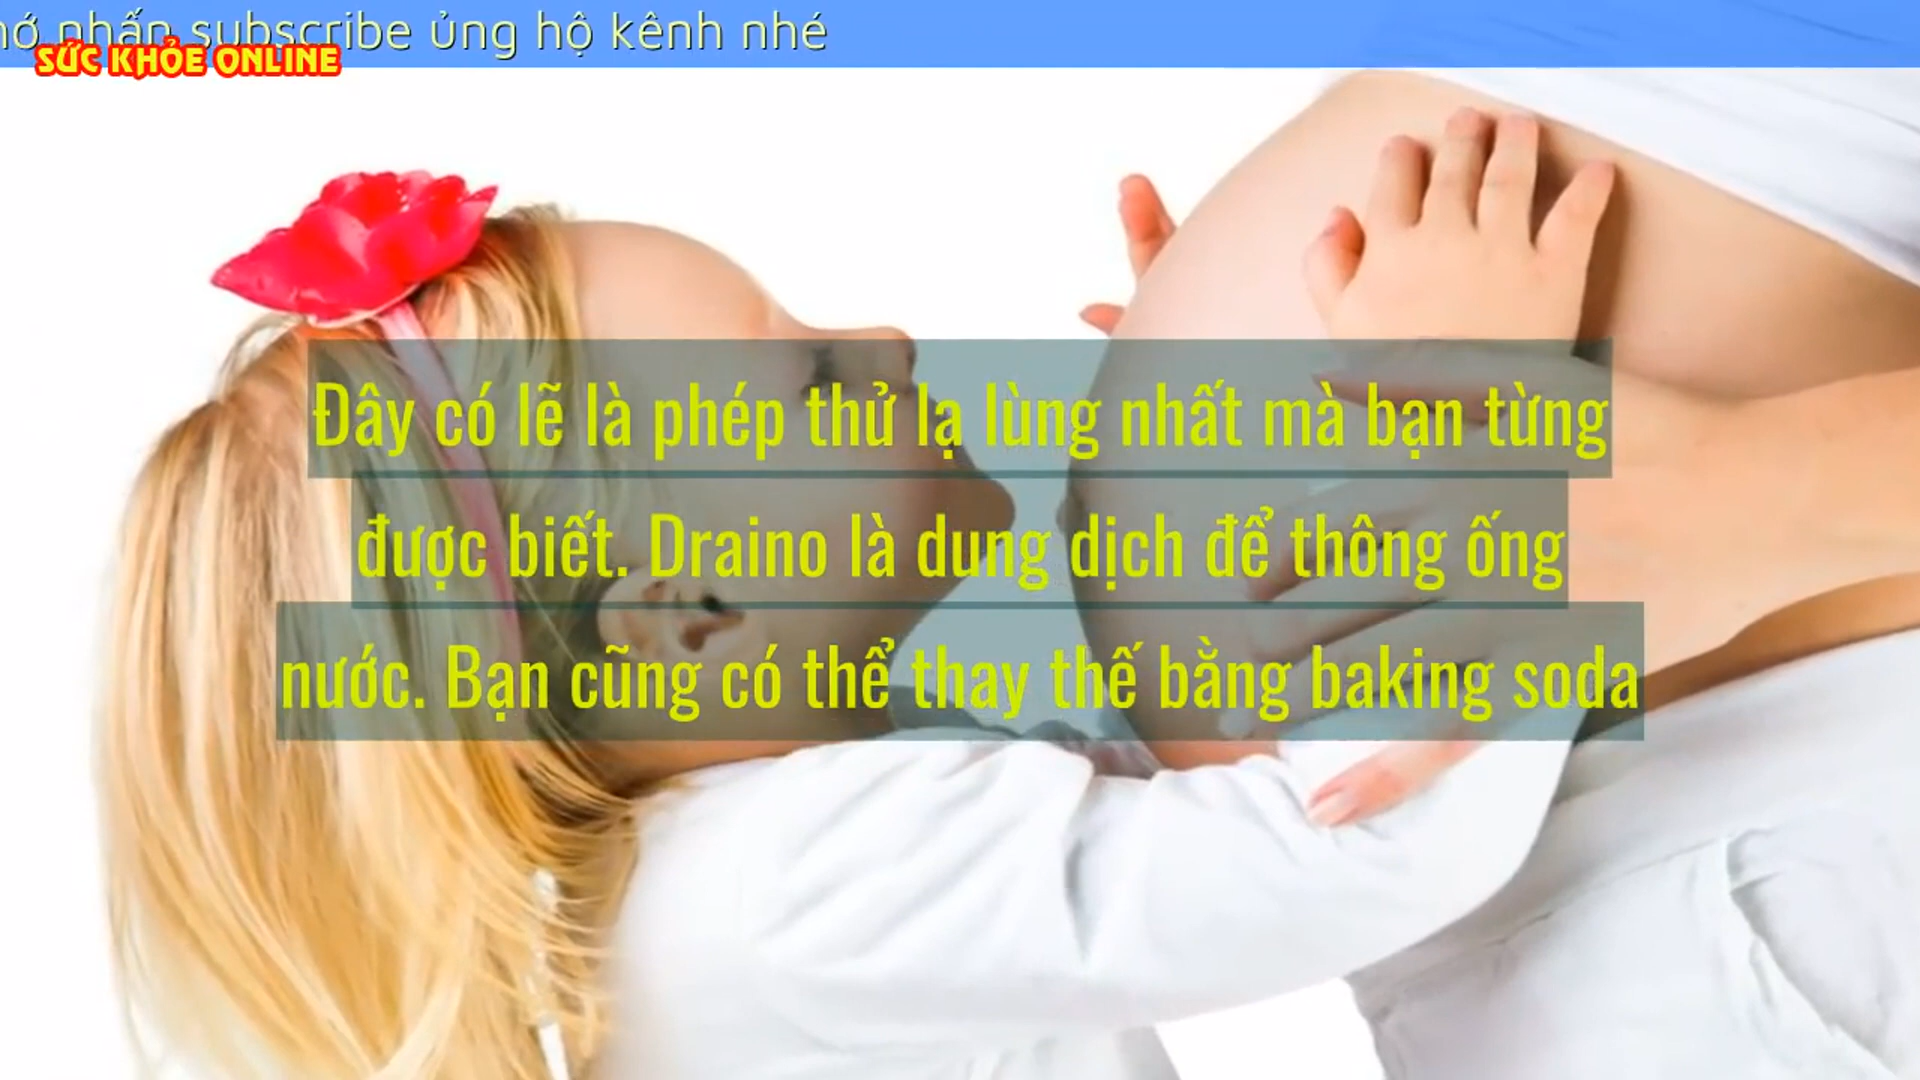 nhấn subscribe ủng hộ kênh nhé
SỨC KHỎE ONLINE
Đây có lẽ là phép thử lạ lùng nhất mà bạn từng
được biết. Draino là dung dịch để thông ống
nước. Bạn cũng có thể thay thế bằng baking soda